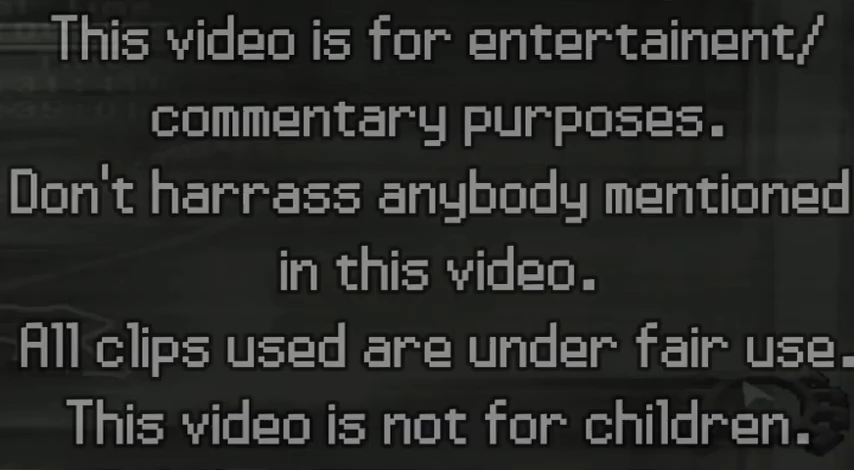 This video is for entertainent/
commentary purposes.
Don't harrass anybody mentioned
in this video.
All clips used are under fair use.
This video is not for children.